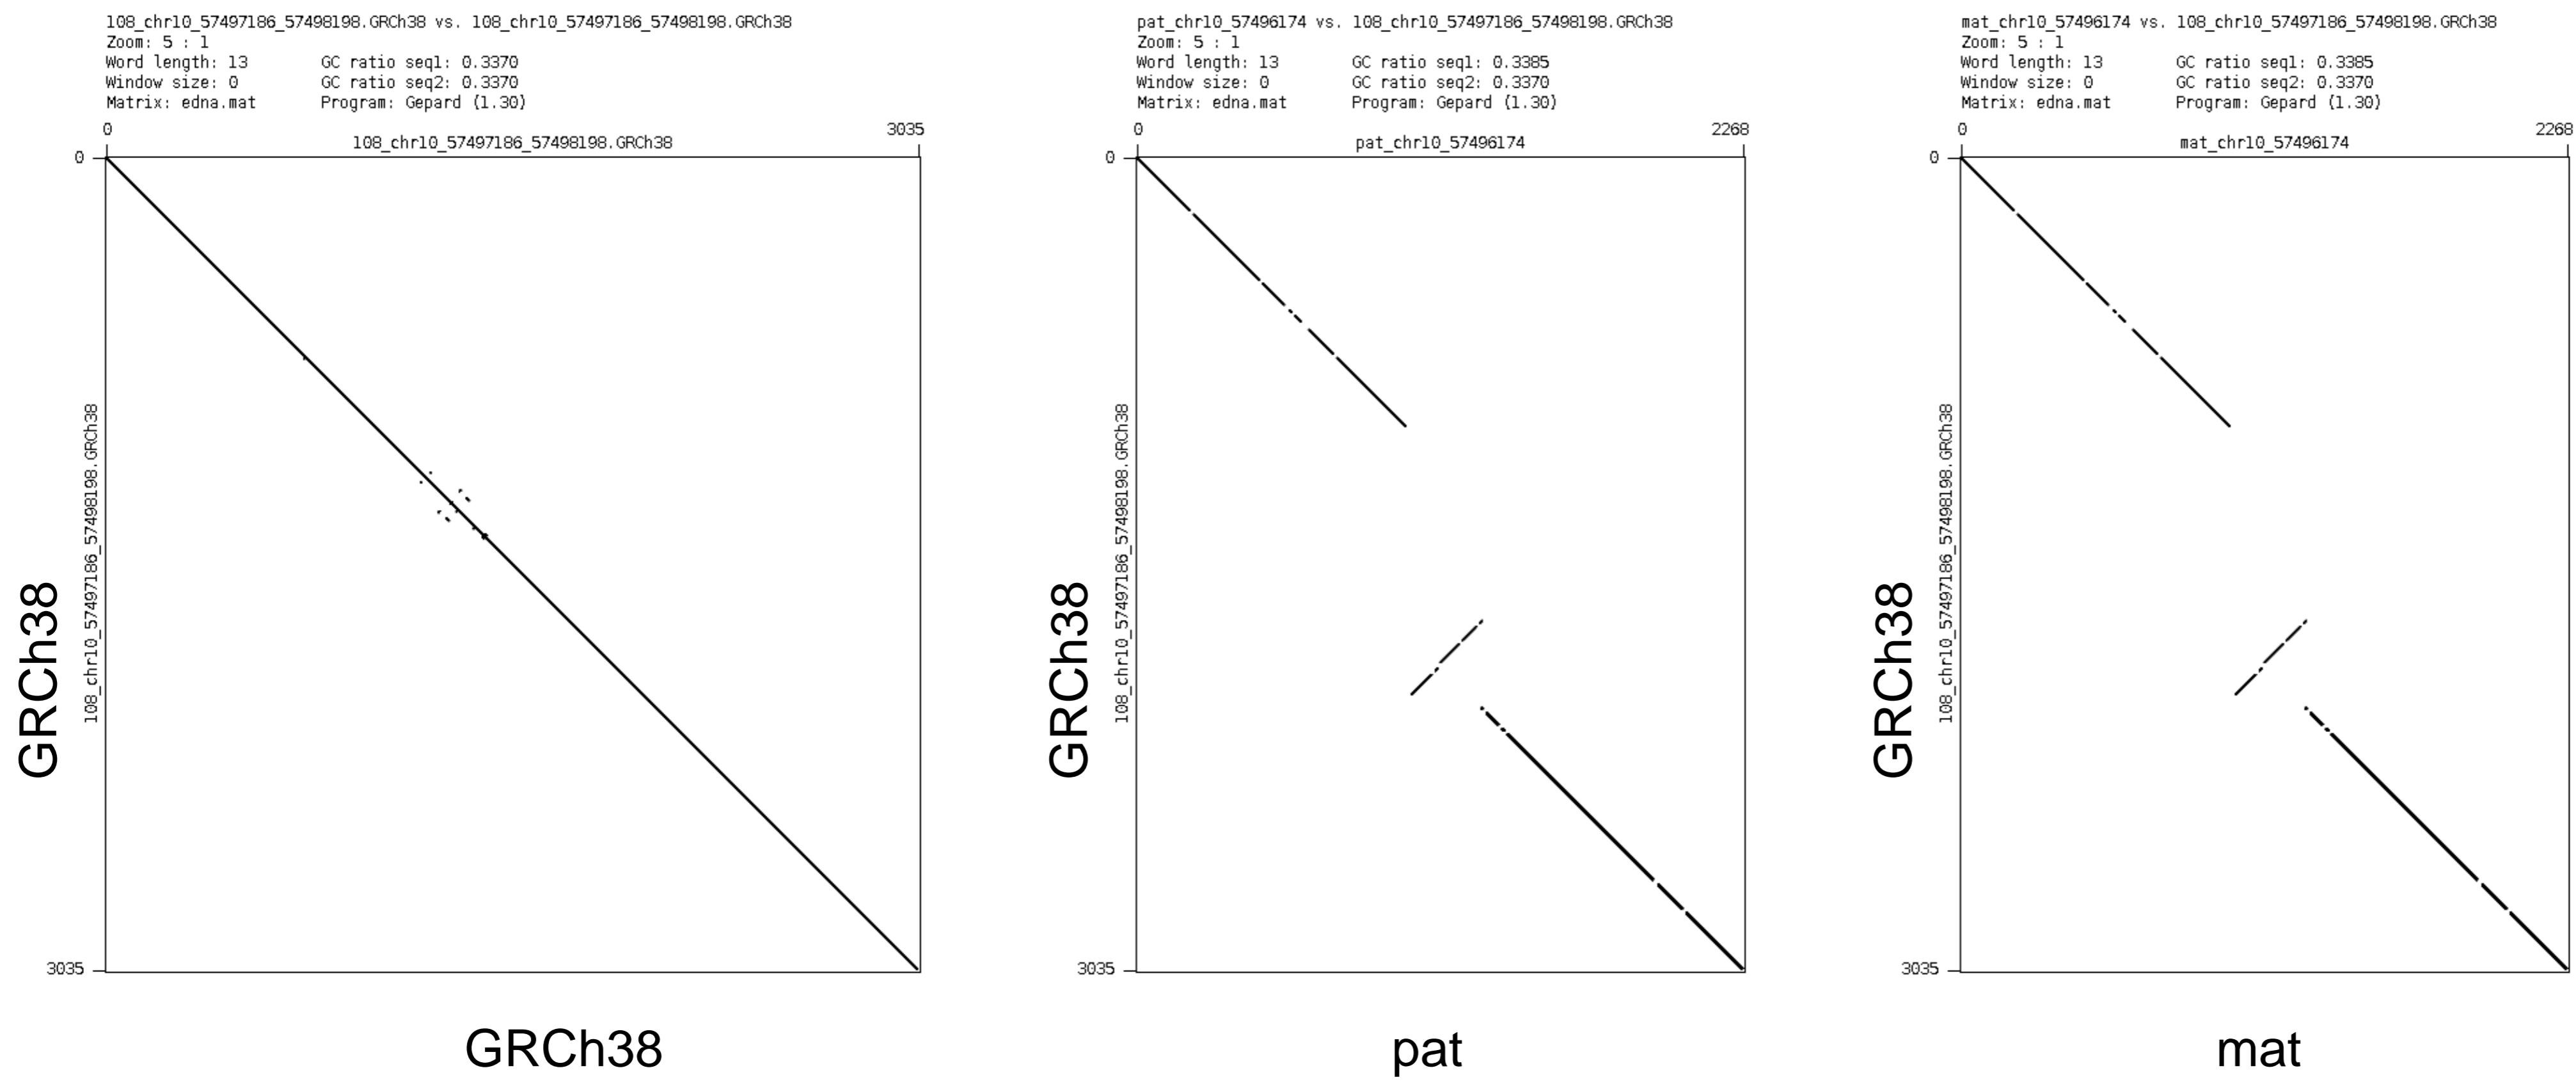 108_chr10_57497186_57498198.GRCh38 vs. 108_chr10_57497186_57498198.GRCh38
Zoom: 5 : 1
Word length: 13 GC ratio seq1: 0.3370
Window size: 0 GC ratio seq2: 0.3370
Matrix: edna.mat Program: Gepard (1.30)
0 3035
108_chr10_57497186_57498198.GRCh38
0
108_chr10_57497186_57498198.GRCh38
GRCh38
3035
GRCh38
pat_chr10_57496174 vs. 108_chr10_57497186_57498198.GRCh38
Zoom: 5 : 1
Word length: 13 GC ratio seq1: 0.3385
Window size: 0 GC ratio seq2: 0.3370
Matrix: edna.mat Program: Gepard (1.30)
0 2268
pat_chr10_57496174
0
108_chr10_57497186_57498198.GRCh38
GRCh38
3035
pat
mat_chr10_57496174 vs. 108_chr10_57497186_57498198.GRCh38
Zoom: 5 : 1
Word length: 13 GC ratio seq1: 0.3385
Window size: 0 GC ratio seq2: 0.3370
Matrix: edna.mat Program: Gepard (1.30)
0 2268
mat_chr10_57496174
0
108_chr10_57497186_57498198.GRCh38
GRCh38
3035
mat